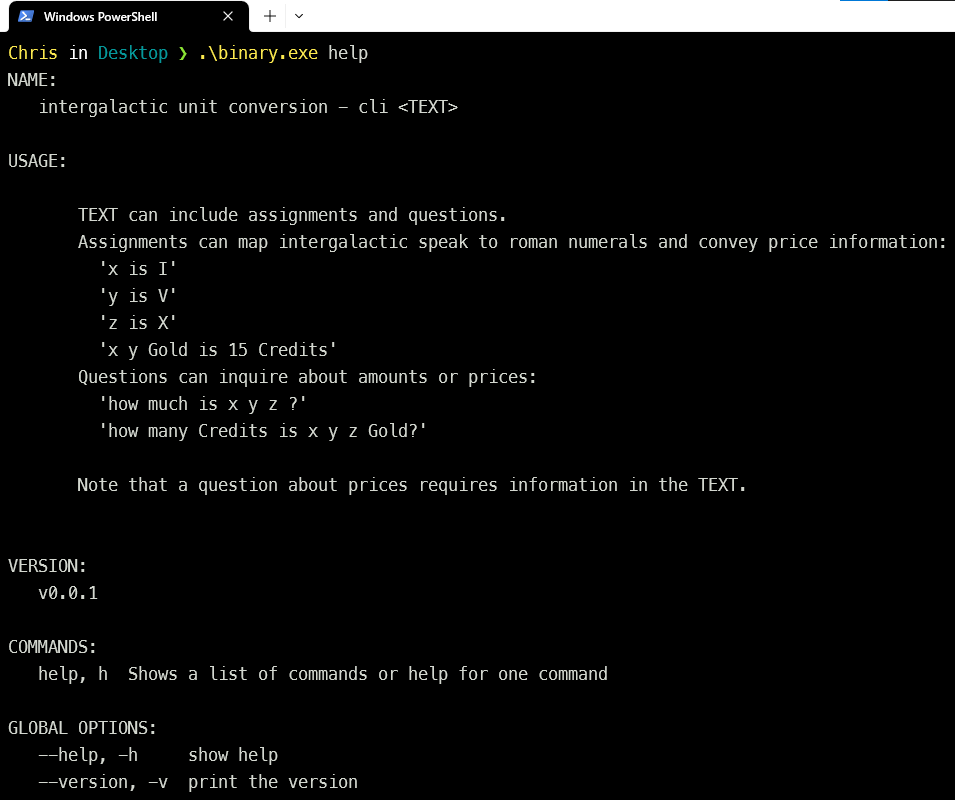 Windows PowerShell
Chris in Desktop ❯ .\binary.exe help
NAME:
   intergalactic unit conversion - cli <TEXT>

USAGE:

       TEXT can include assignments and questions.
       Assignments can map intergalactic speak to roman numerals and convey price information:
         'x is I'
         'y is V'
         'z is X'
         'x y Gold is 15 Credits'
       Questions can inquire about amounts or prices:
         'how much is x y z ?'
         'how many Credits is x y z Gold?'

       Note that a question about prices requires information in the TEXT.


VERSION:
   v0.0.1

COMMANDS:
   help, h  Shows a list of commands or help for one command

GLOBAL OPTIONS:
   --help, -h     show help
   --version, -v  print the version